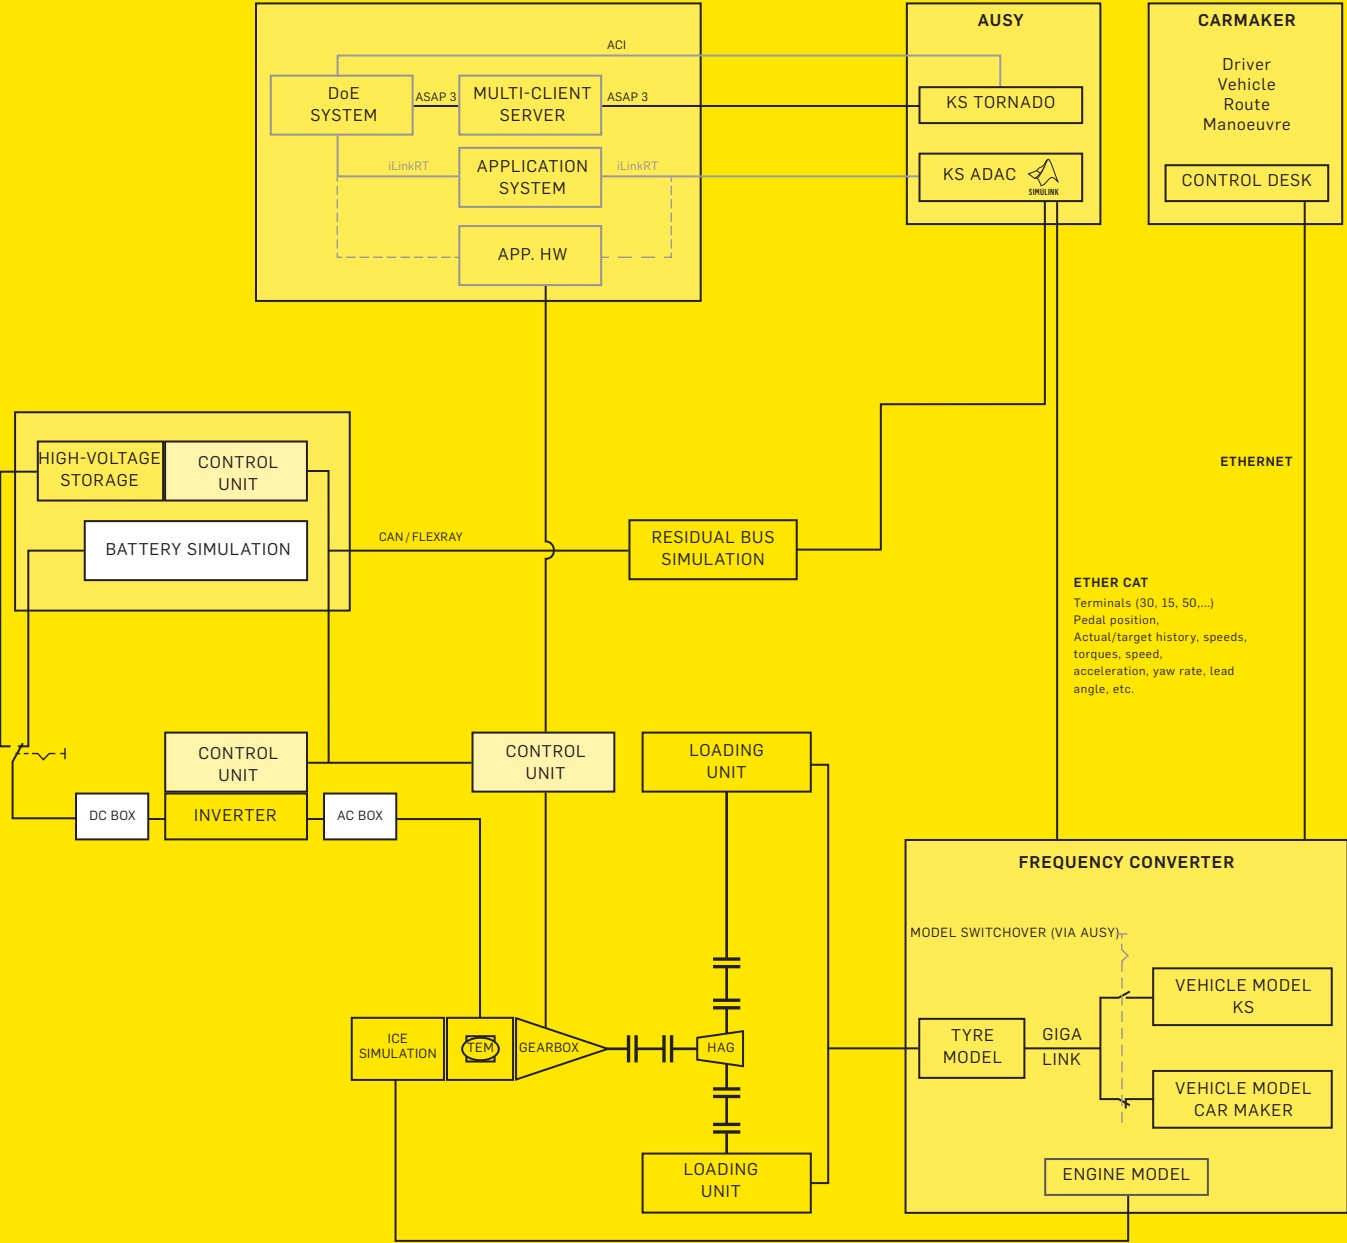 ACI
DoE
SYSTEM
ASAP 3
MULTI-CLIENT
SERVER
ASAP 3
iLinkRT
APPLICATION
SYSTEM
iLinkRT
APP. HW
AUSY
KS TORNADO
KS ADAC
SIMULINK
CARMAKER
Driver
Vehicle
Route
Manoeuvre
CONTROL DESK
HIGH-VOLTAGE
STORAGE
CONTROL
UNIT
BATTERY SIMULATION
CAN / FLEXRAY
RESIDUAL BUS
SIMULATION
ETHERNET
ETHER CAT
Terminals (30, 15, 50,...)
Pedal position,
Actual/target history, speeds,
torques, speed,
acceleration, yaw rate, lead
angle, etc.
CONTROL
UNIT
DC BOX
INVERTER
AC BOX
CONTROL
UNIT
LOADING
UNIT
ICE
SIMULATION
TEM
GEARBOX
HAG
LOADING
UNIT
FREQUENCY CONVERTER
MODEL SWITCHOVER (VIA AUSY)
TYRE
MODEL
GIGA
LINK
VEHICLE MODEL
KS
VEHICLE MODEL
CAR MAKER
ENGINE MODEL